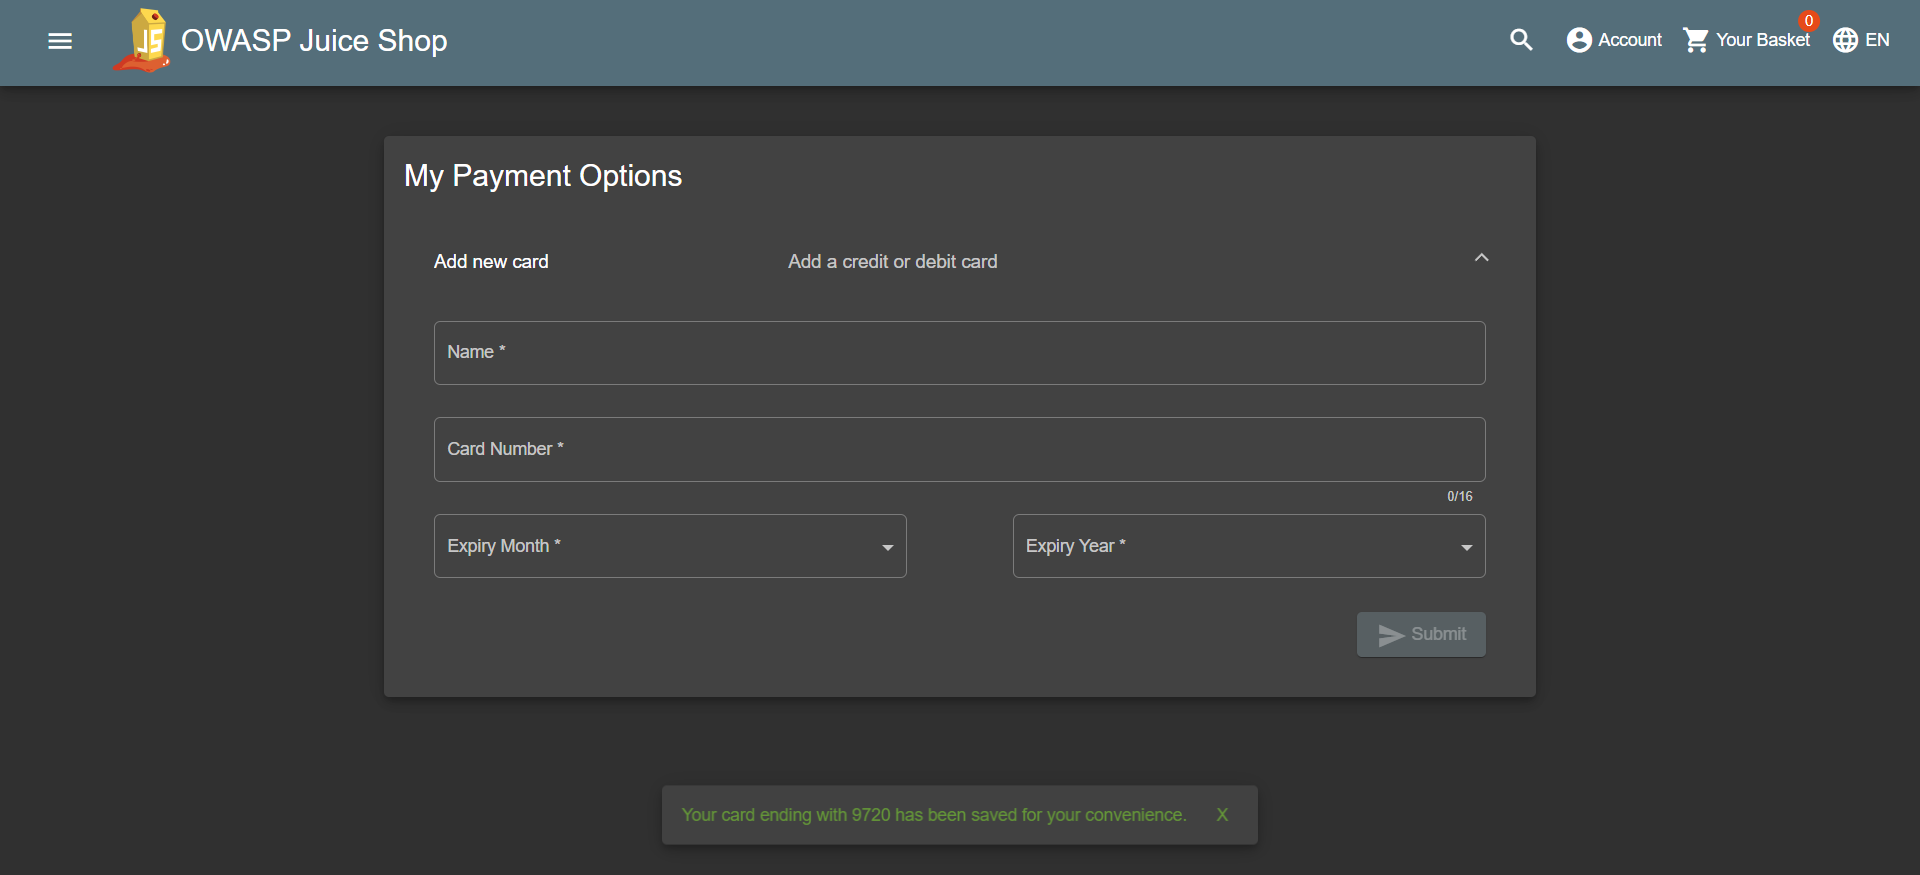 JS OWASP Juice Shop
Account
0
Your Basket
EN
My Payment Options
Add new card
Add a credit or debit card
Name *
Card Number *
0/16
Expiry Month *
Expiry Year *
Submit
Your card ending with 9720 has been saved for your convenience. X